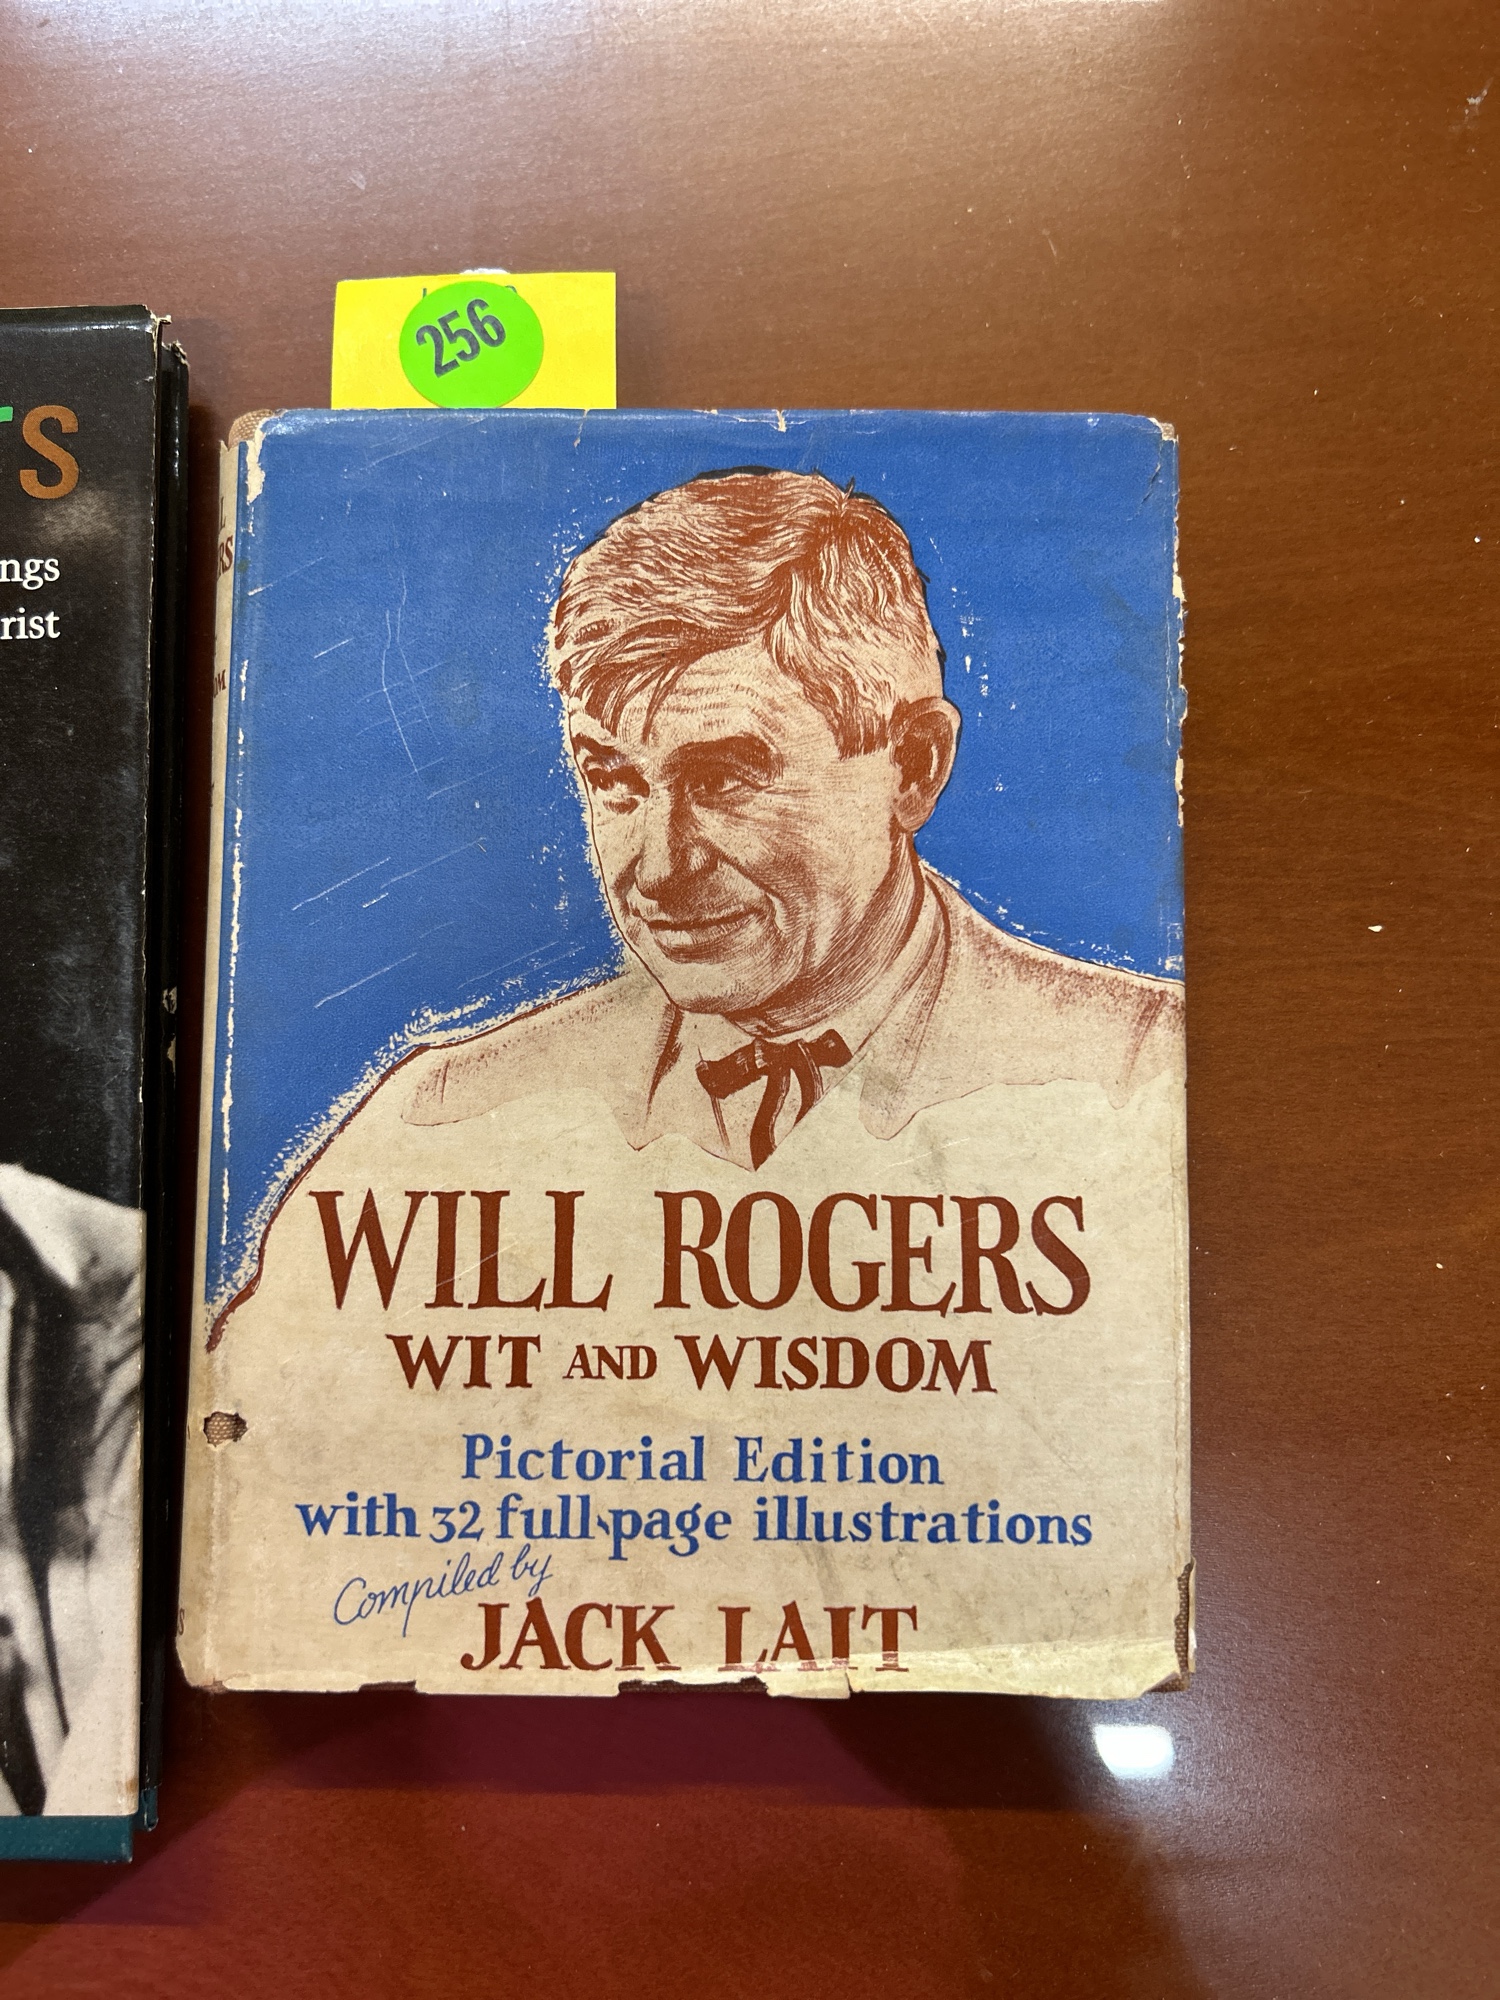 256
S
ngs
rist
WILL ROGERS
WIT AND WISDOM
Pictorial Edition
with 32 full-page illustrations
Compiled by
JACK LAIT